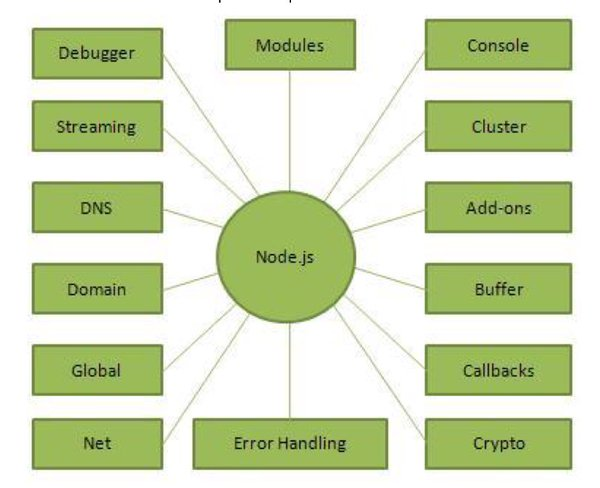 Debugger
Modules
Console
Streaming
Cluster
DNS
Add-ons
Node.js
Domain
Buffer
Global
Callbacks
Net
Error Handling
Crypto